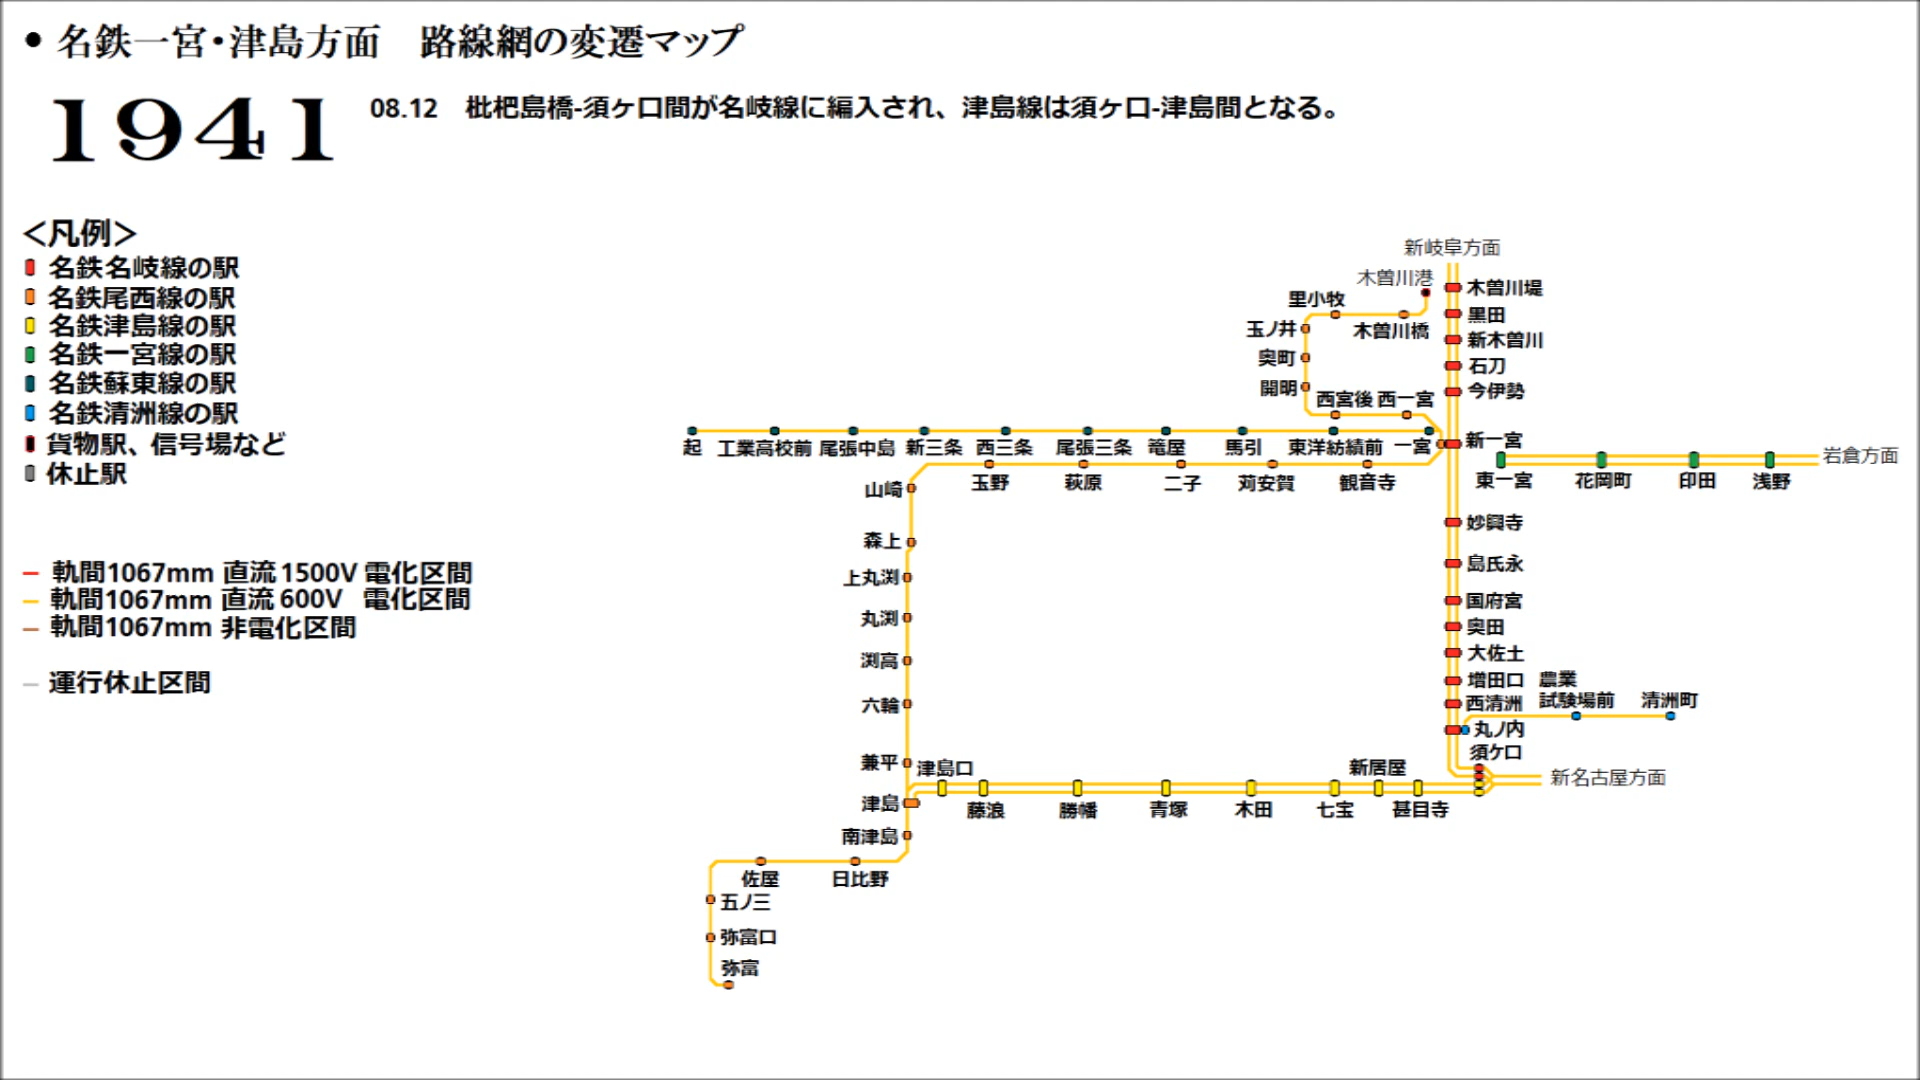 • 名鉄一宮・津島方面　路線網の変遷マップ
1941
08.12　枇杷島橋-須ヶ口間が名岐線に編入され、津島線は須ヶ口-津島間となる。
＜凡例＞
名鉄名岐線の駅
名鉄尾西線の駅
名鉄津島線の駅
名鉄一宮線の駅
名鉄蘇東線の駅
名鉄清洲線の駅
貨物駅、信号場など
休止駅
軌間1067mm 直流1500V 電化区間
軌間1067mm 直流600V 電化区間
軌間1067mm 非電化区間
運行休止区間
新岐阜方面
木曽川港
木曽川堤
里小牧
黒田
玉ノ井
木曽川橋
新木曽川
奥町
石刀
開明
今伊勢
西宮後 西一宮
起 工業高校前 尾張中島 新三条 西三条 尾張三条 篭屋 馬引 東洋紡績前 一宮
新一宮
岩倉方面
山崎 玉野 萩原 二子 苅安賀 観音寺
東一宮 花岡町 印田 浅野
妙興寺
森上
島氏永
上丸渕
国府宮
丸渕
奥田
渕高
大佐土
増田口
農業
試験場前
清洲町
六輪
西清洲
丸ノ内
須ケ口
兼平
津島口
新居屋
新名古屋方面
津島
藤浪 勝幡 青塚 木田 七宝 甚目寺
南津島
佐屋 日比野
五ノ三
弥富口
弥富